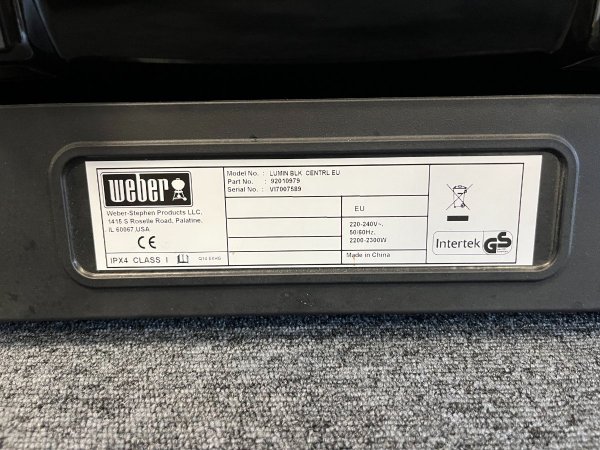 weber
Weber-Stephen Products LLC.
1415 S Roselle Road, Palatine,
IL 60067,USA
CE
IPX4 CLASS I
Model No. : LUMIN BLK CENTRL EU
Part No. : 92010979
Serial No. : VI7007589
EU
220-240V~,
50/60Hz,
2200-2300W
Made in China
Intertek GS